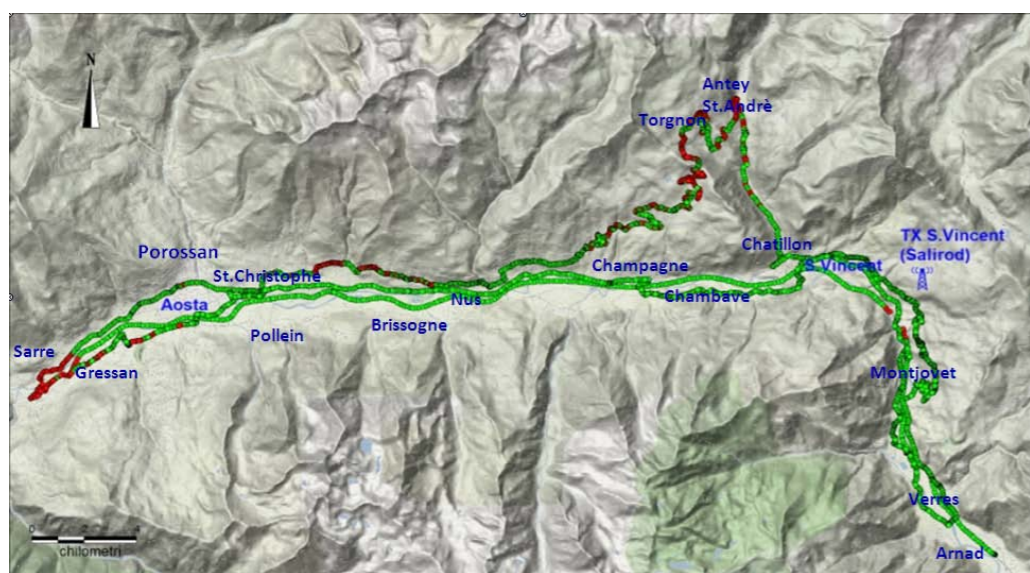 N
Antey
St.Andrè
Torgnon
Porossan
Chatillon
TX S.Vincent
(Salirod)
St.Christophe
Champagne
S.Vincent
Aosta
Nus
Chambave
Pollein
Brissogne
Sarre
Gressan
Montjovet
Verres
chilometri
Arnad